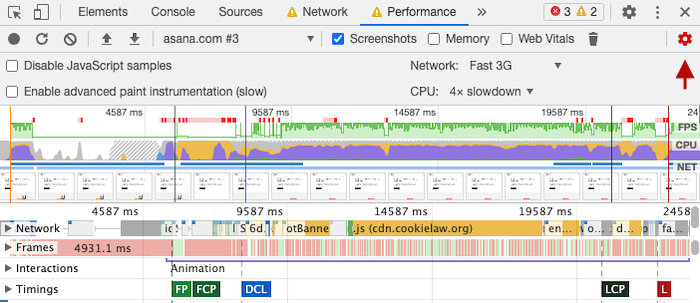 Elements Console Sources Network Performance 3 2
asana.com #3 Screenshots Memory Web Vitals
Disable JavaScript samples Network: Fast 3G
Enable advanced paint instrumentation (slow) CPU: 4× slowdown
4587 ms 9587 ms 14587 ms 19587 ms 24
FPS
CPU
NET
4587 ms 9587 ms 14587 ms 19587 ms 2458
Network S 6d… otBanne .js (cdn.cookielaw.org) en… o… d… fa…
Frames 4931.1 ms
Interactions Animation
Timings FP FCP DCL LCP L